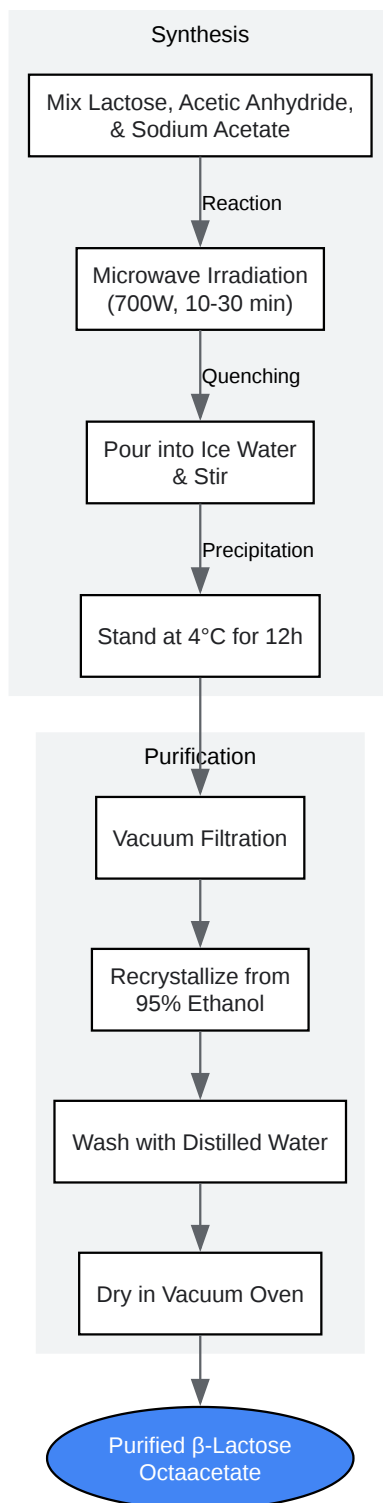 Synthesis
Mix Lactose, Acetic Anhydride,
& Sodium Acetate
Reaction
Microwave Irradiation
(700W, 10-30 min)
Quenching
Pour into Ice Water
& Stir
Precipitation
Stand at 4°C for 12h
Purification
Vacuum Filtration
Recrystallize from
95% Ethanol
Wash with Distilled Water
Dry in Vacuum Oven
Purified β-Lactose
Octaacetate